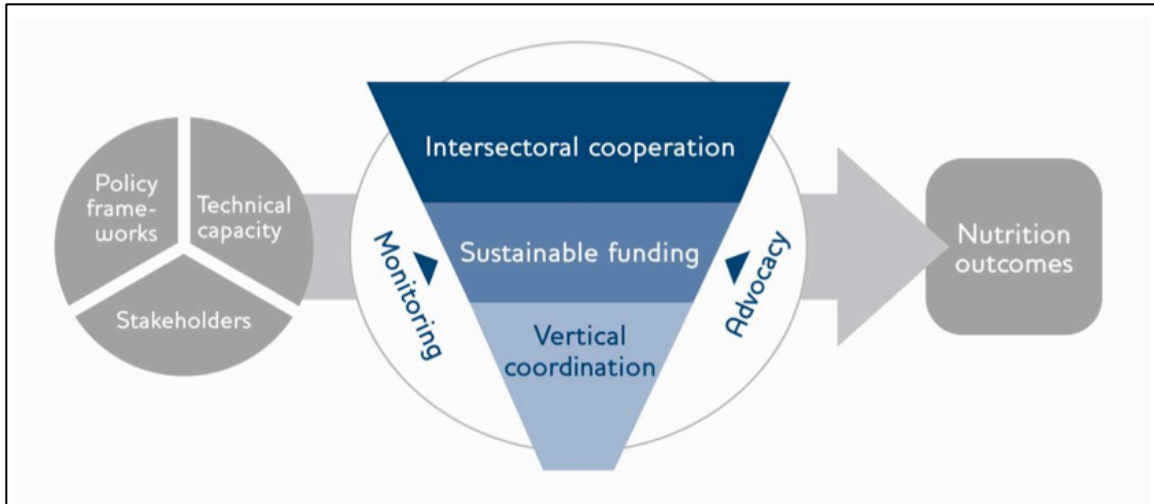 Policy
frame-
works
Technical
capacity
Stakeholders
Monitoring
Intersectoral cooperation
Sustainable funding
Vertical
coordination
Advocacy
Nutrition
outcomes